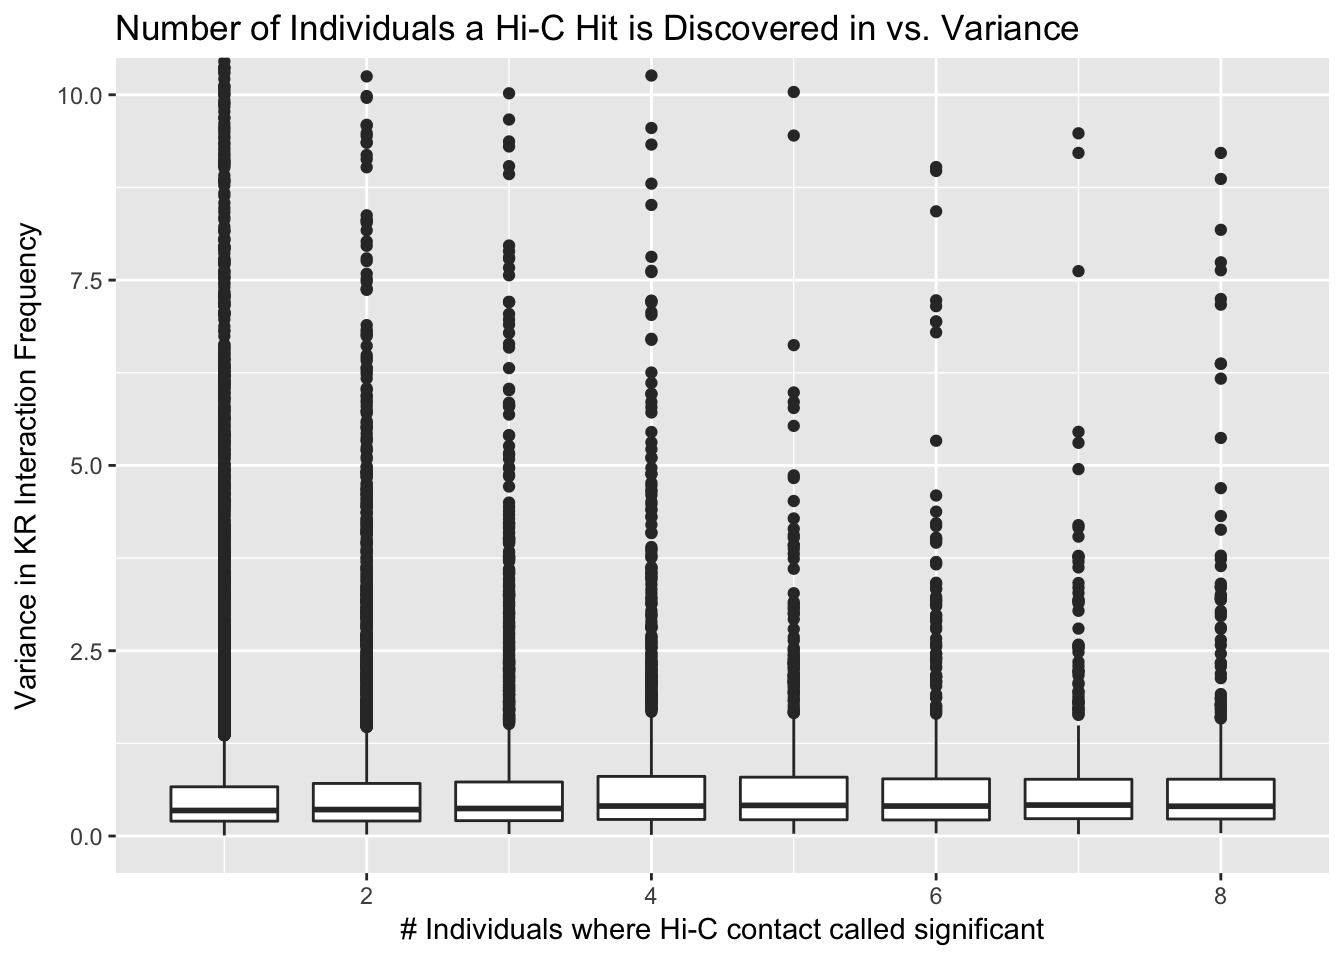 Number of Individuals a Hi-C Hit is Discovered in vs. Variance
Variance in KR Interaction Frequency
10.0
7.5
5.0
2.5
0.0
2 4 6 8
# Individuals where Hi-C contact called significant